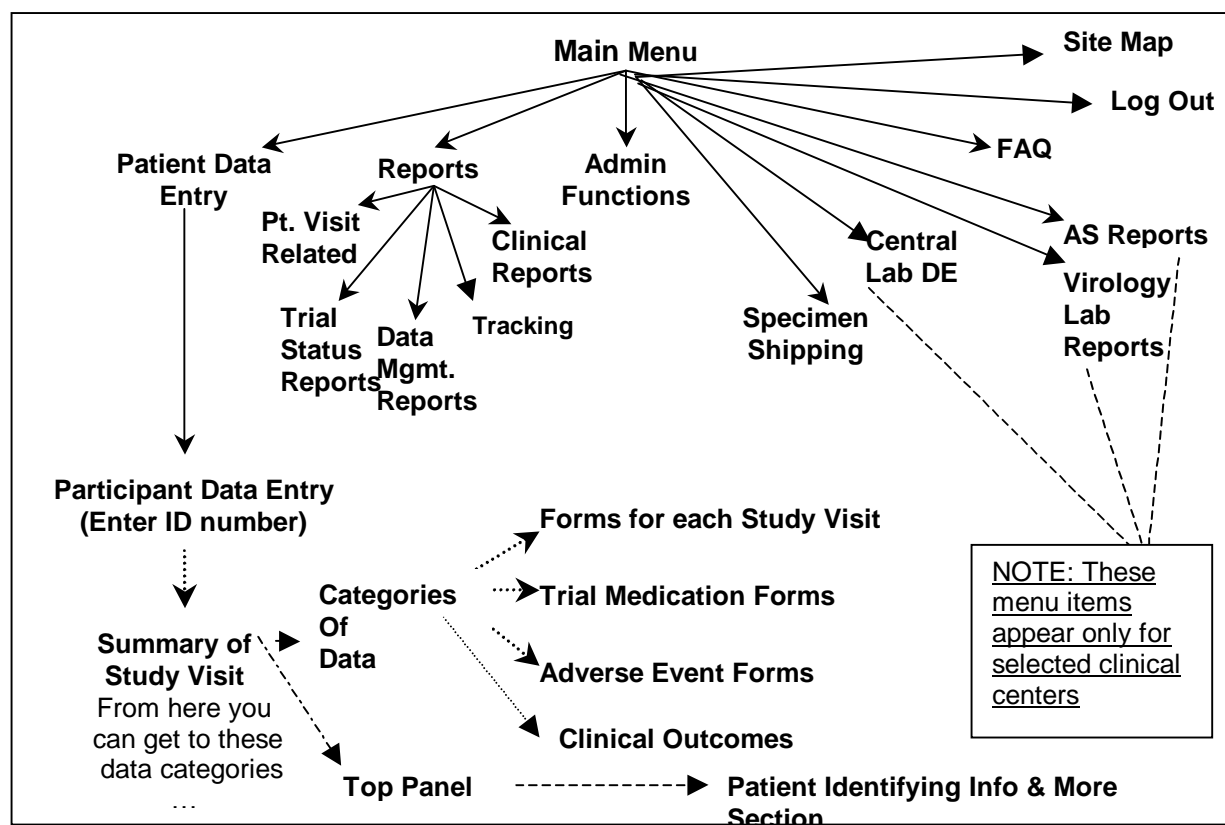 Main Menu
Site Map
Log Out
FAQ
Patient Data
Entry
Reports
Admin
Functions
Pt. Visit
Related
Clinical
Reports
Central
Lab DE
AS Reports
Virology
Lab
Reports
Trial
Status
Reports
Data
Mgmt.
Reports
Tracking
Specimen
Shipping
Participant Data Entry
(Enter ID number)
Forms for each Study Visit
Categories
Of
Data
Trial Medication Forms
Summary of
Study Visit
From here you
can get to these
data categories
…
Adverse Event Forms
Clinical Outcomes
Top Panel
Patient Identifying Info & More
Section
NOTE: These
menu items
appear only for
selected clinical
centers